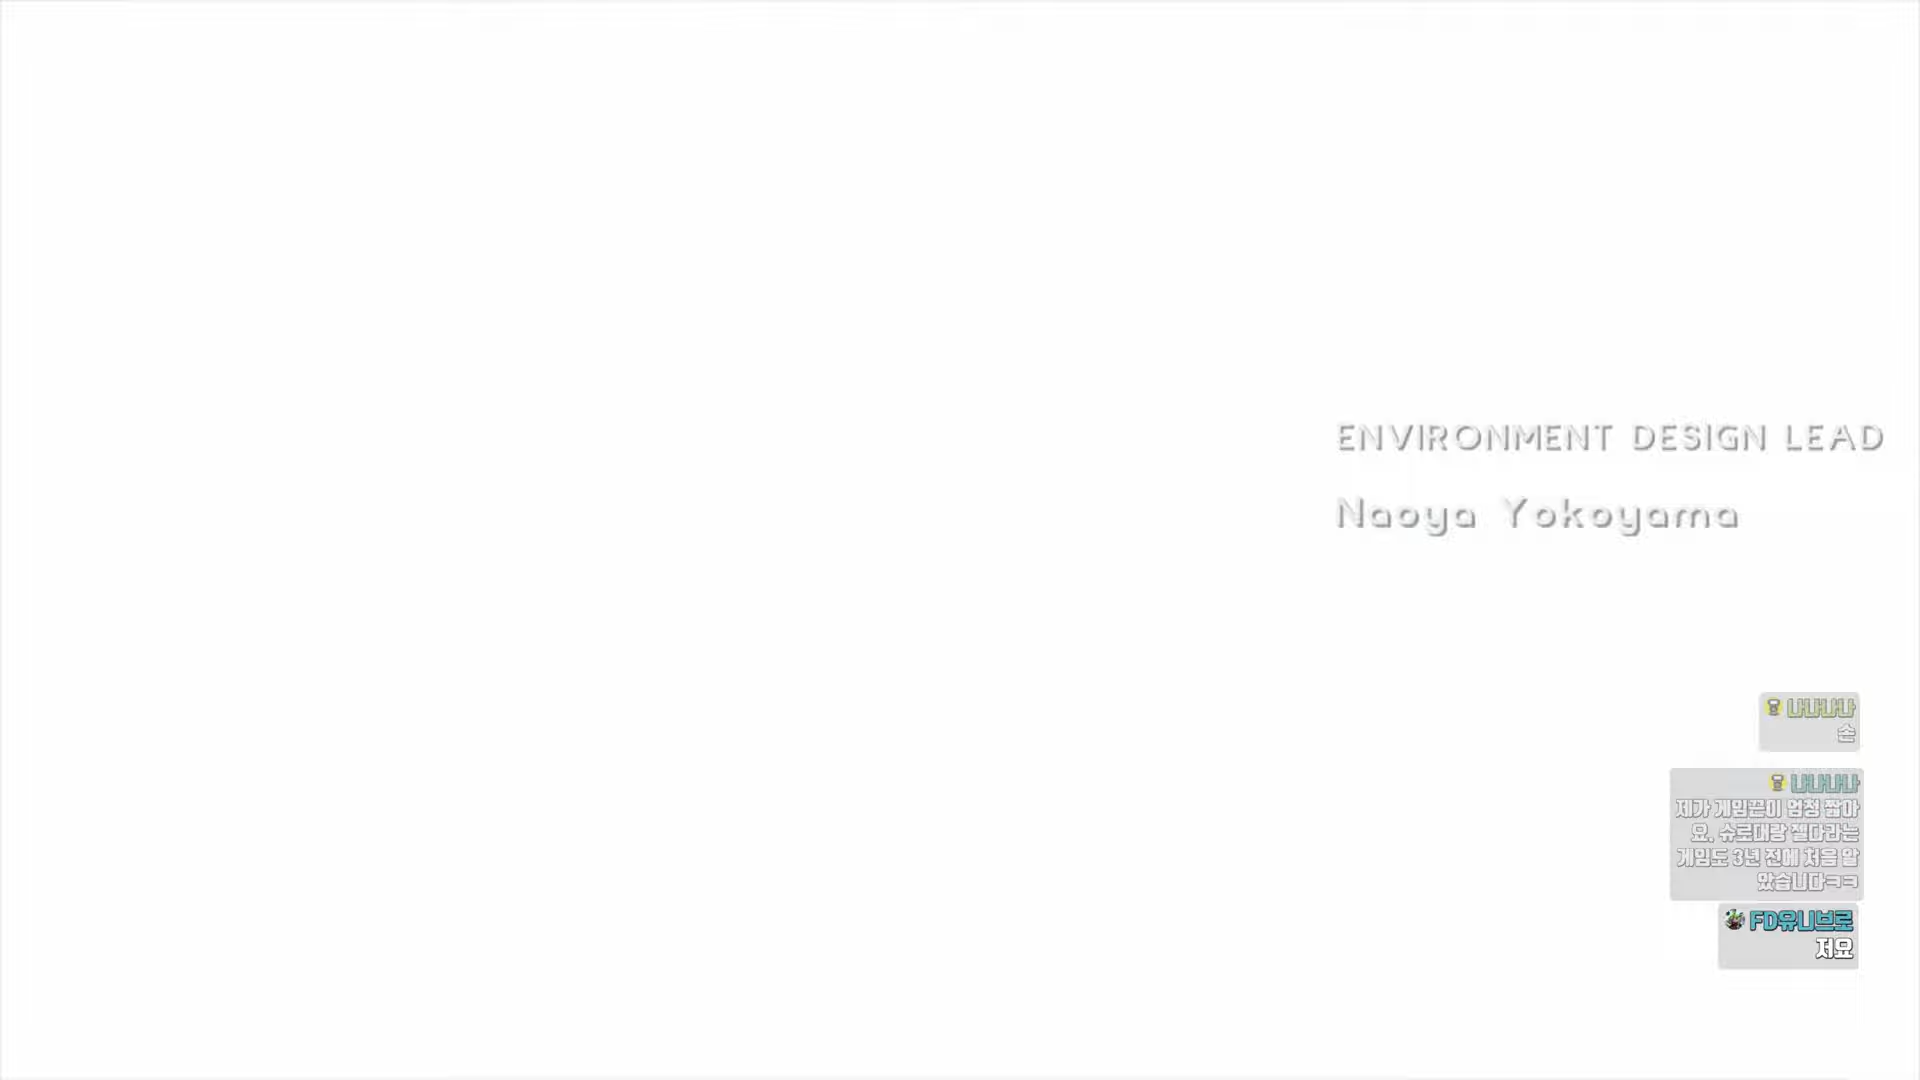 ENVIRONMENT DESIGN LEAD
Naoya Yokoyama
나나나나
손
나나나나
제가 게임끈이 엄청 짧아
요. 슈로대랑 젤다라는
게임도 3년 전에 처음 알
았습니다ㅋㅋ
FD유니브로
저요